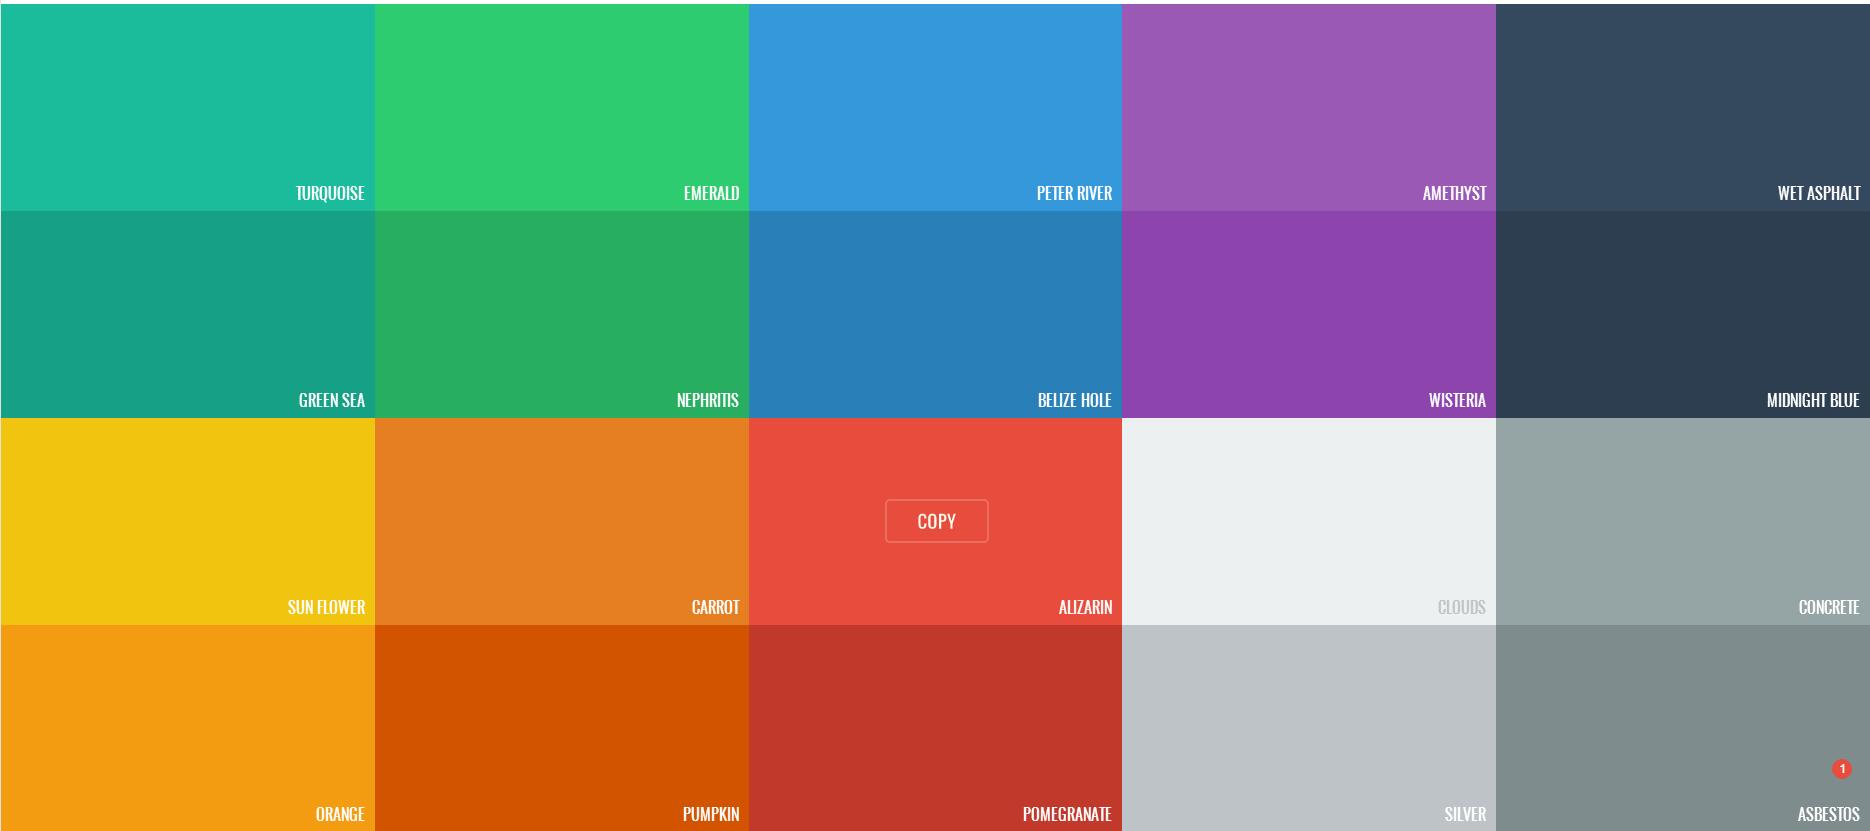 TURQUOISE
EMERALD
PETER RIVER
AMETHYST
WET ASPHALT
GREEN SEA
NEPHRITIS
BELIZE HOLE
WISTERIA
MIDNIGHT BLUE
COPY
SUN FLOWER
CARROT
ALIZARIN
CLOUDS
CONCRETE
1
ORANGE
PUMPKIN
POMEGRANATE
SILVER
ASBESTOS